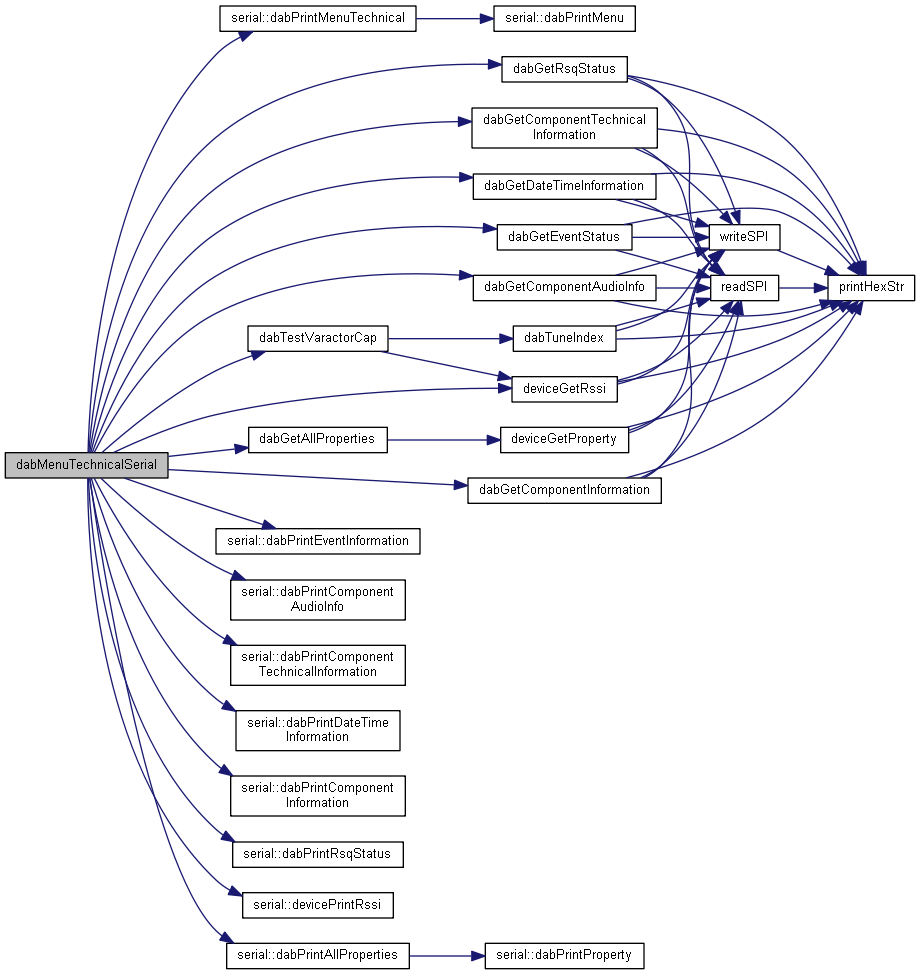 serial::dabPrintMenuTechnical
serial::dabPrintMenu
dabGetRsqStatus
dabGetComponentTechnical
Information
dabGetDateTimeInformation
dabGetEventStatus
writeSPI
dabGetComponentAudioInfo
readSPI
printHexStr
dabTestVaractorCap
dabTuneIndex
deviceGetRssi
dabGetAllProperties
deviceGetProperty
dabMenuTechnicalSerial
dabGetComponentInformation
serial::dabPrintEventInformation
serial::dabPrintComponent
AudioInfo
serial::dabPrintComponent
TechnicalInformation
serial::dabPrintDateTime
Information
serial::dabPrintComponent
Information
serial::dabPrintRsqStatus
serial::devicePrintRssi
serial::dabPrintAllProperties
serial::dabPrintProperty